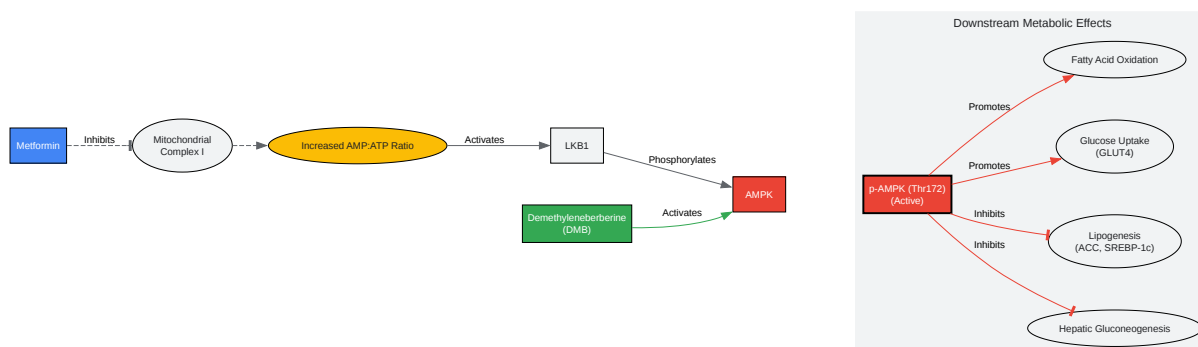 Downstream Metabolic Effects
Fatty Acid Oxidation
Promotes
Metformin
Inhibits
Mitochondrial
Complex I
Increased AMP:ATP Ratio
Activates
LKB1
Phosphorylates
AMPK
Demethyleneberberine
(DMB)
Activates
Glucose Uptake
(GLUT4)
Promotes
p-AMPK (Thr172)
(Active)
Inhibits
Lipogenesis
(ACC, SREBP-1c)
Inhibits
Hepatic Gluconeogenesis